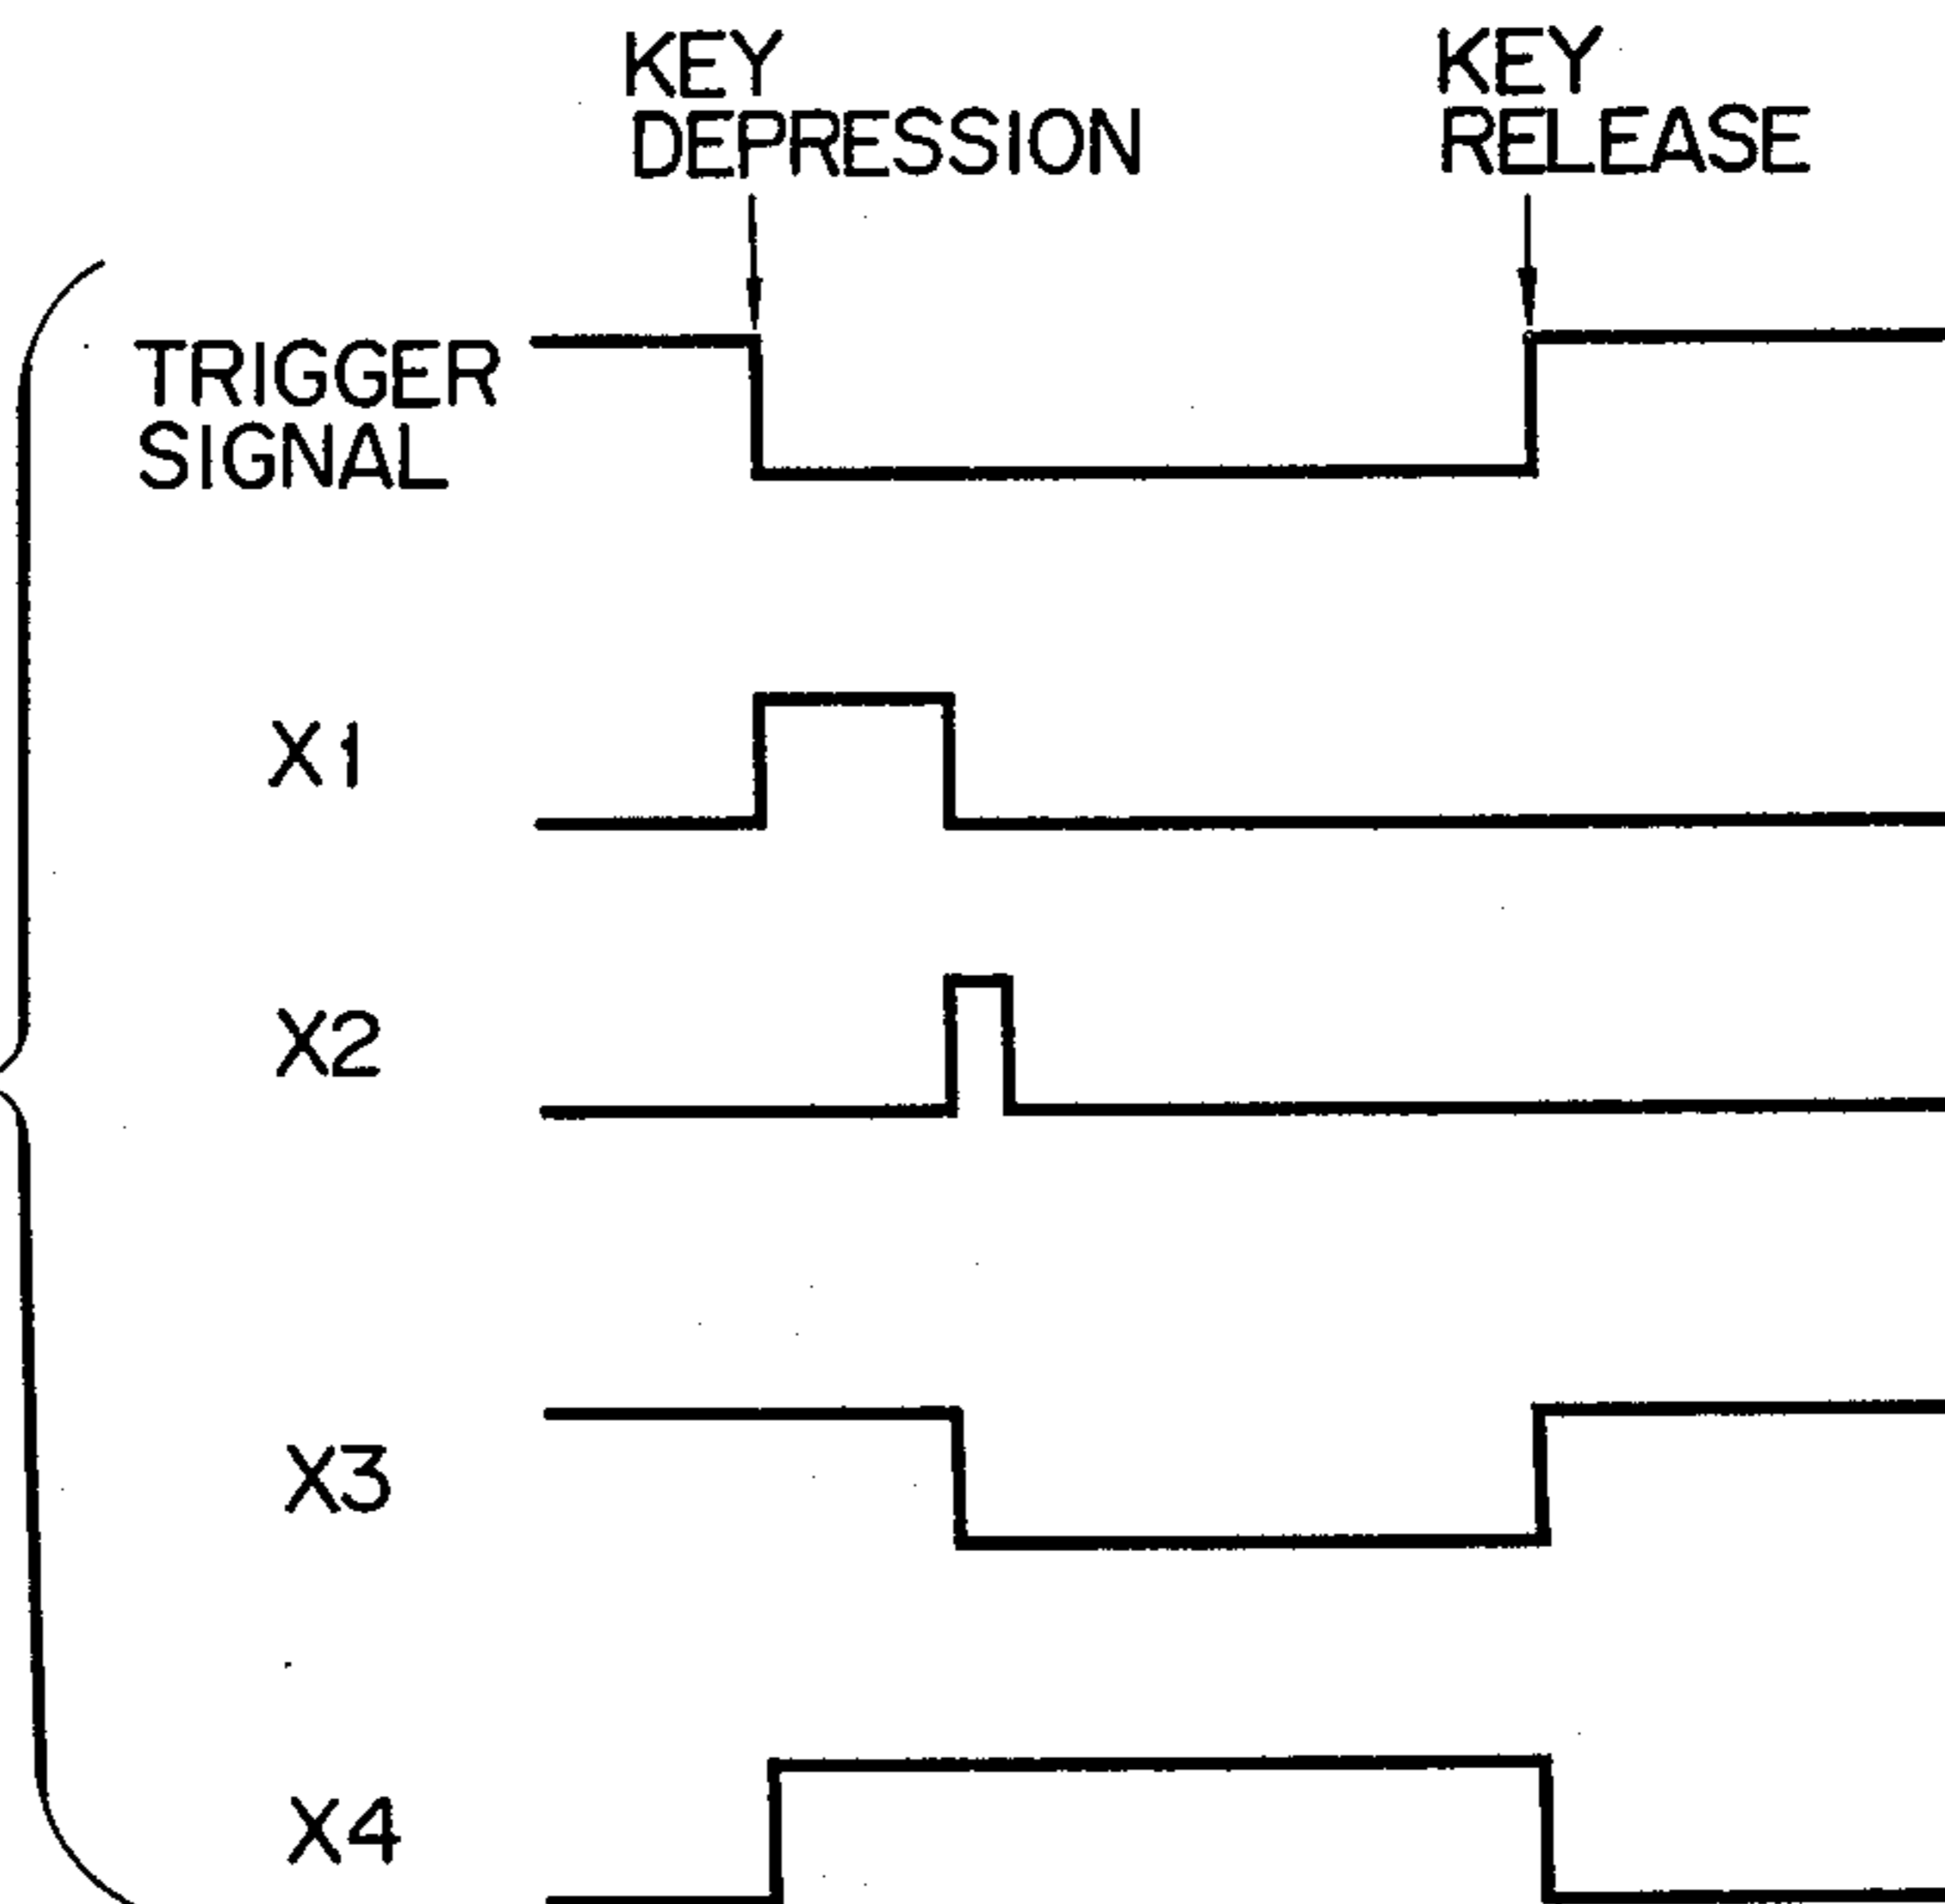 KEY
DEPRESSION
KEY
RELEASE
TRIGGER
SIGNAL
X1
X2
X3
X4